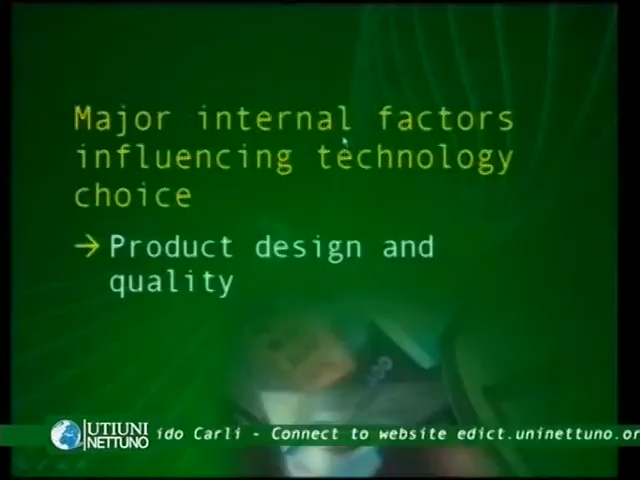 Major internal factors
influencing technology
choice
→ Product design and
quality
UTIUNI
NETTUNO
ido Carli - Connect to website edict.uninettuno.or